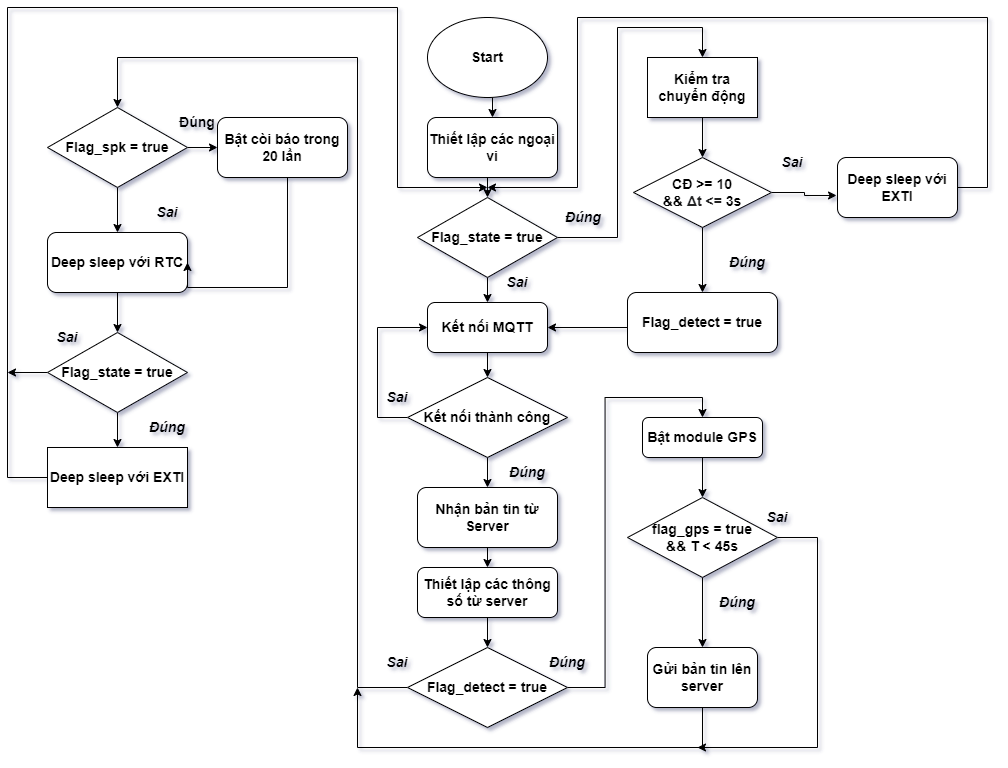 Start
Thiết lập các ngoại
vi
Flag_state = true
Đúng
Sai
Kiểm tra
chuyển động
CĐ >= 10
&& Δt <= 3s
Sai
Deep sleep với
EXTI
Đúng
Flag_detect = true
Kết nối MQTT
Kết nối thành công
Sai
Đúng
Nhận bản tin từ
Server
Thiết lập các thông
số từ server
Flag_detect = true
Sai
Đúng
Bật module GPS
flag_gps = true
&& T < 45s
Sai
Đúng
Gửi bản tin lên
server
Flag_spk = true
Đúng
Bật còi báo trong
20 lần
Sai
Deep sleep với RTC
Sai
Flag_state = true
Đúng
Deep sleep với EXTI